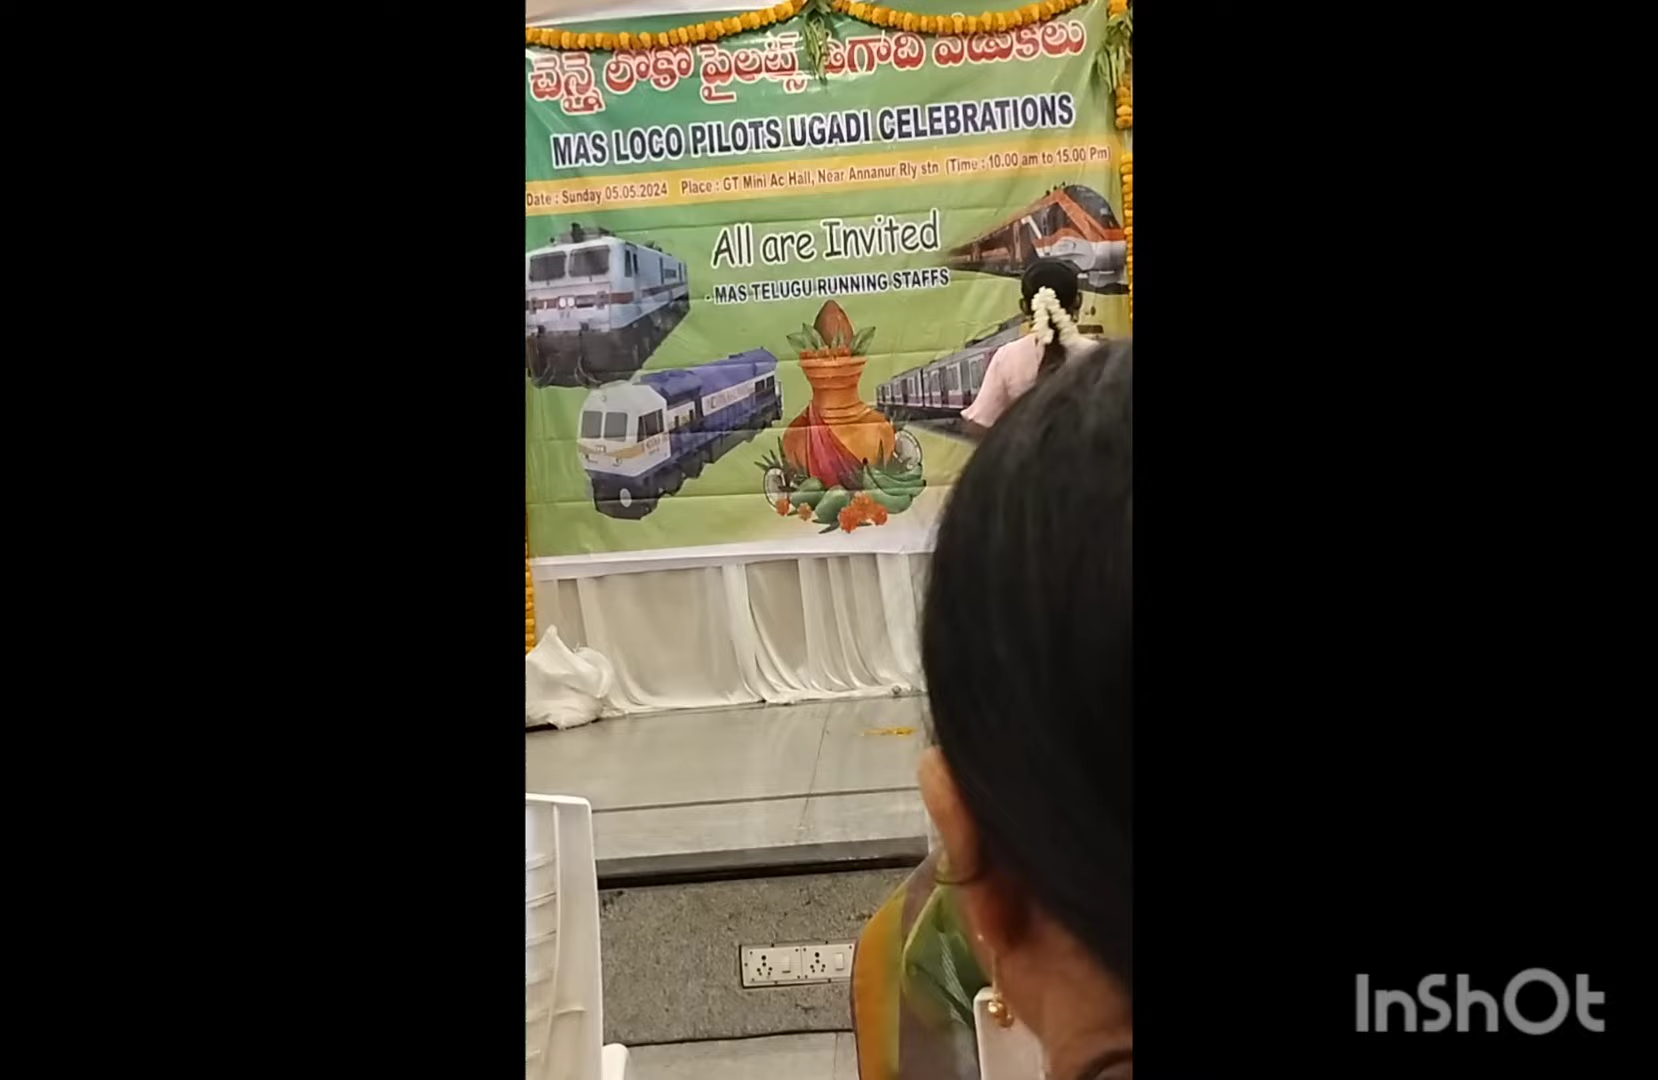 చెన్నై లోకో పైలట్స్ ఉగాది వేడుకలు
MAS LOCO PILOTS UGADI CELEBRATIONS
Date : Sunday 05.05.2024 Place : GT Mini Ac Hall, Near Annanur Rly stn (Time : 10.00 am to 15.00 Pm)
All are Invited
- MAS TELUGU RUNNING STAFFS
InShOt